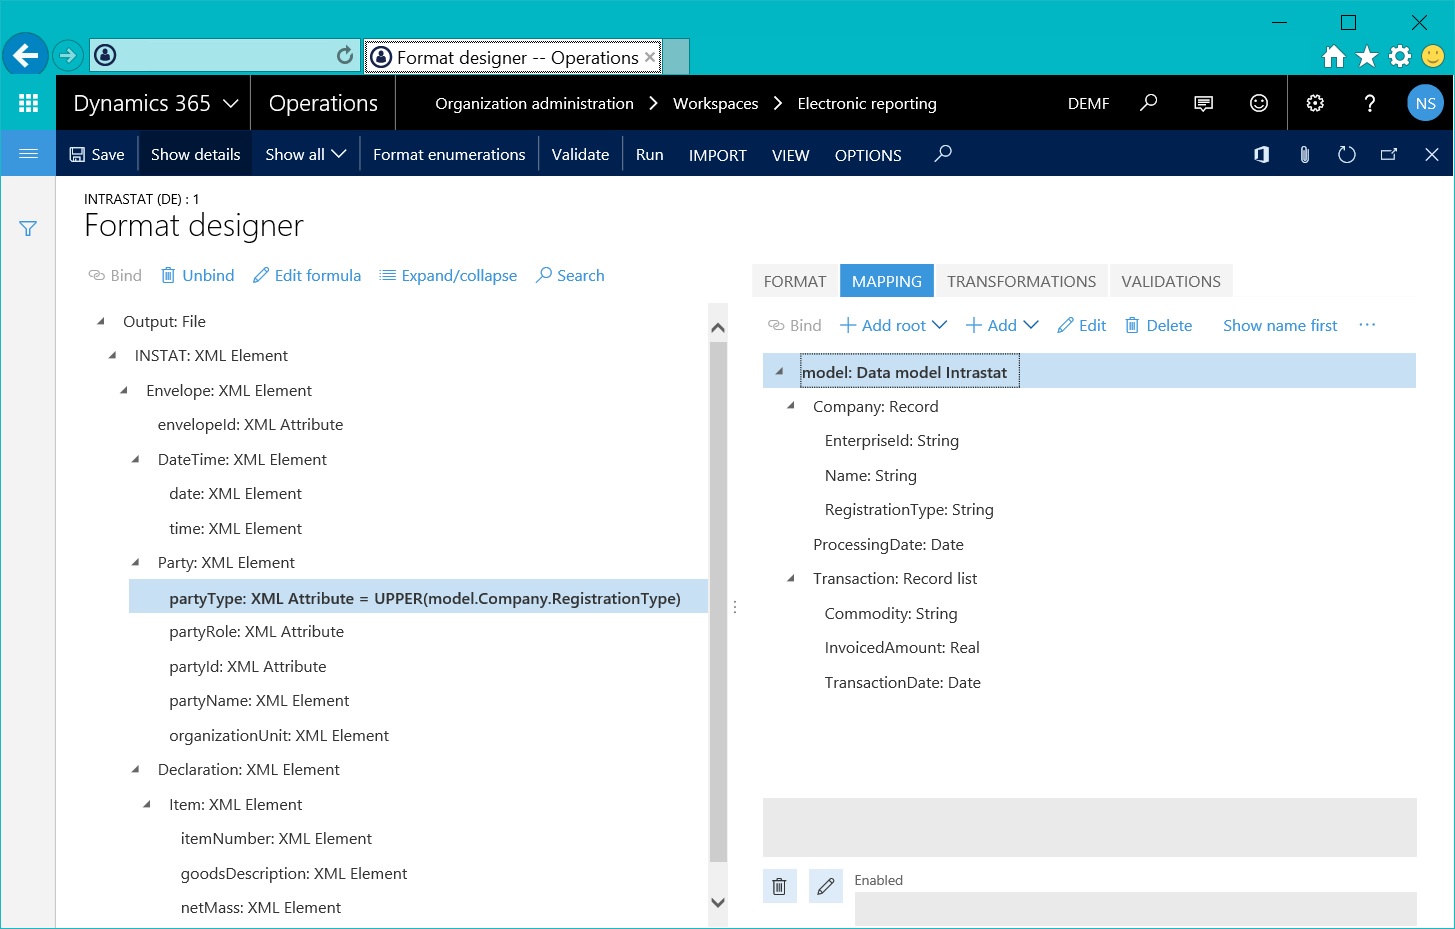 Format designer -- Operations
Dynamics 365 Operations Organization administration Workspaces Electronic reporting DEMF ? NS
Save Show details Show all Format enumerations Validate Run IMPORT VIEW OPTIONS
INTRASTAT (DE) : 1
Format designer
Bind Unbind Edit formula Expand/collapse Search
Output: File
INSTAT: XML Element
Envelope: XML Element
envelopeId: XML Attribute
DateTime: XML Element
date: XML Element
time: XML Element
Party: XML Element
partyType: XML Attribute = UPPER(model.Company.RegistrationType)
partyRole: XML Attribute
partyId: XML Attribute
partyName: XML Element
organizationUnit: XML Element
Declaration: XML Element
Item: XML Element
itemNumber: XML Element
goodsDescription: XML Element
netMass: XML Element
FORMAT MAPPING TRANSFORMATIONS VALIDATIONS
Bind Add root Add Edit Delete Show name first ...
model: Data model Intrastat
Company: Record
EnterpriseId: String
Name: String
RegistrationType: String
ProcessingDate: Date
Transaction: Record list
Commodity: String
InvoicedAmount: Real
TransactionDate: Date
Enabled